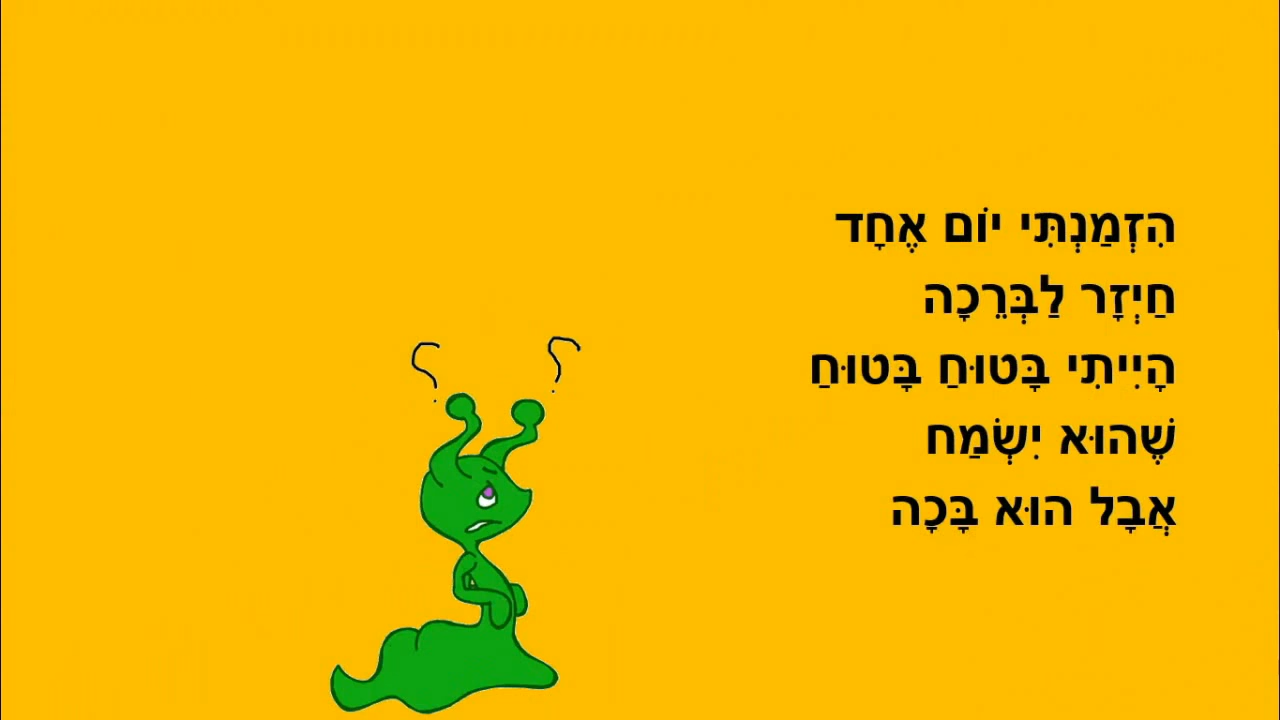 הִזְמַנְתִּי יוֹם אֶחָד
חַיְזָר לַבְּרֵכָה
הָיִיתִי בָּטוּחַ בָּטוּחַ
שֶׁהוּא יִשְׂמַח
אֲבָל הוּא בָּכָה
? ?